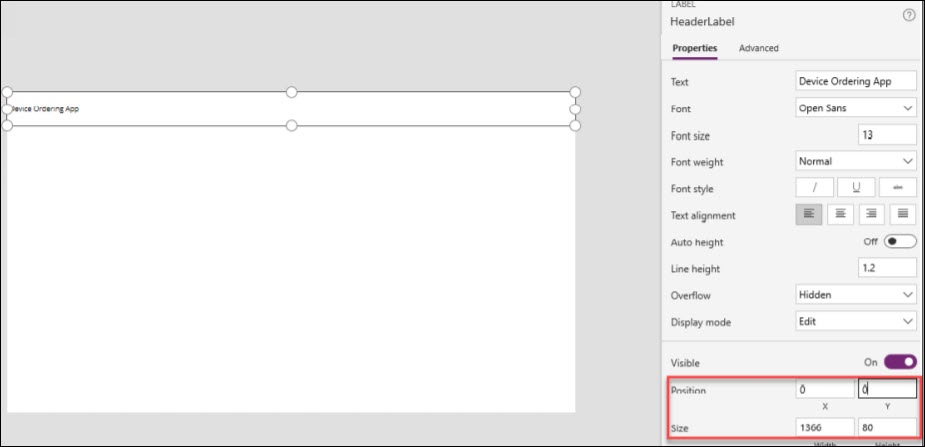 LABEL
HeaderLabel
Properties Advanced
Device Ordering App
Text Device Ordering App
Font Open Sans
Font size 13
Font weight Normal
Font style / U abc
Text alignment
Auto height Off
Line height 1.2
Overflow Hidden
Display mode Edit
Visible On
Position 0 0
X Y
Size 1366 80
Width Height